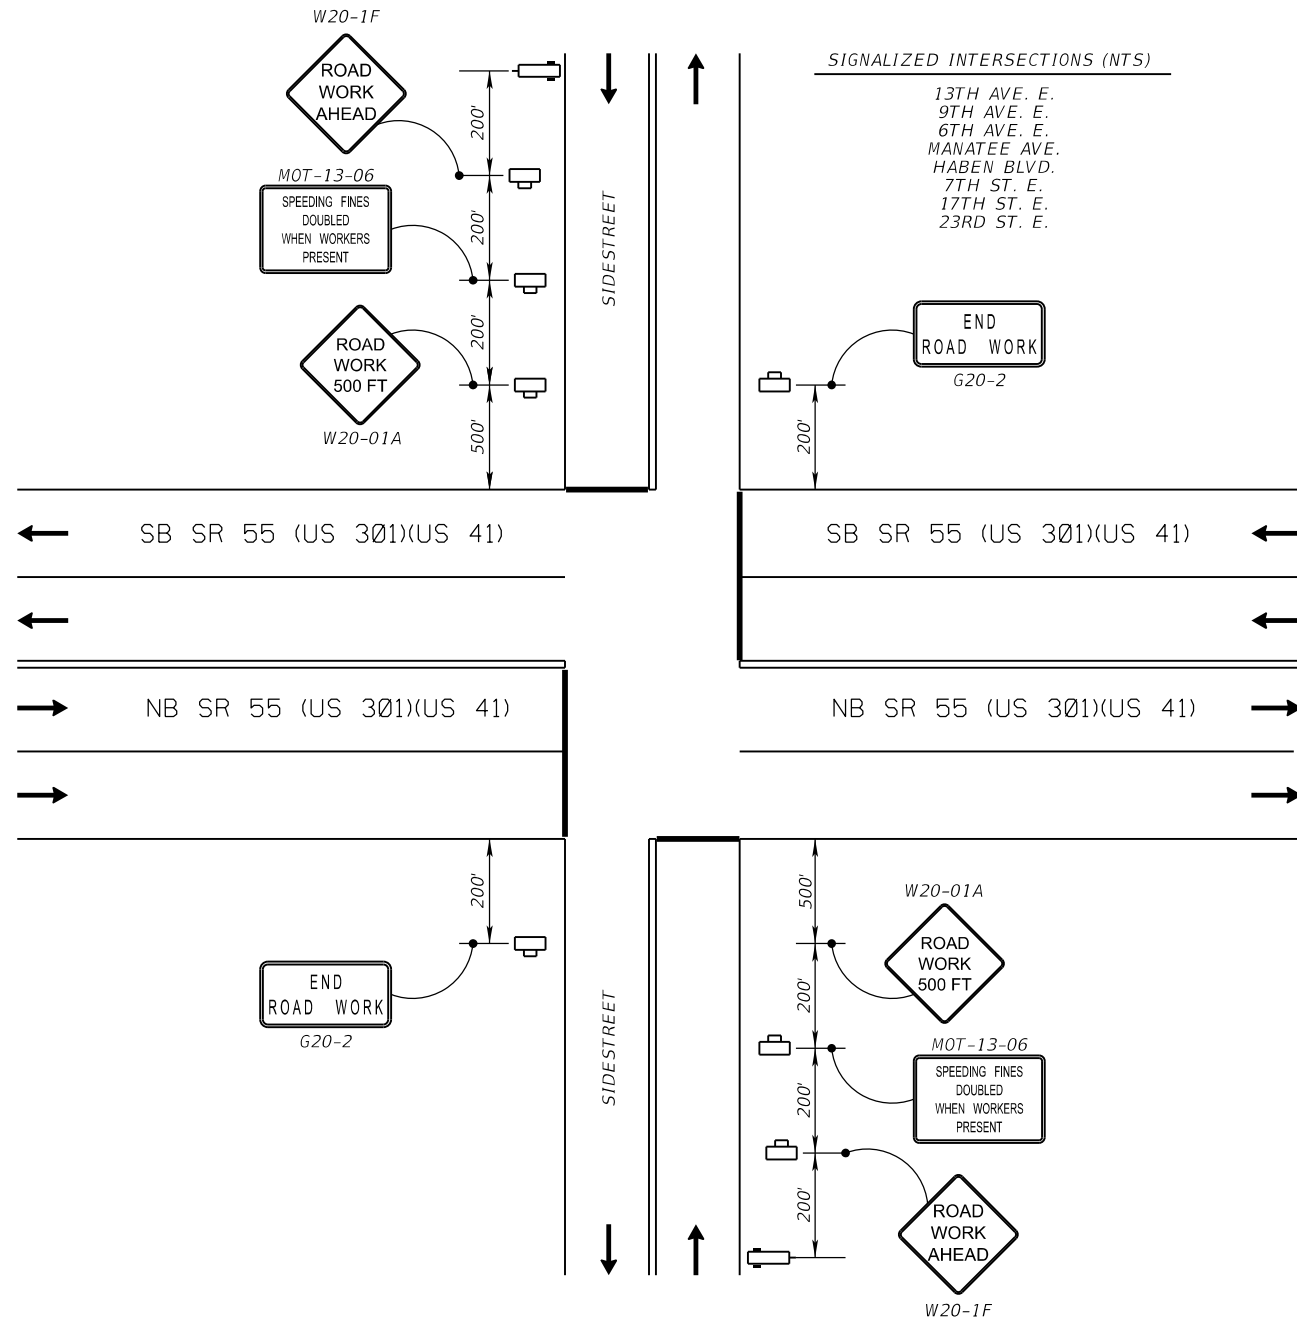 W20-1F
ROAD
WORK
AHEAD
200'
MOT-13-06
SPEEDING FINES
DOUBLED
WHEN WORKERS
PRESENT
200'
ROAD
WORK
500 FT
W20-01A
200'
500'
SIDESTREET
SIGNALIZED INTERSECTIONS (NTS)
13TH AVE. E.
9TH AVE. E.
6TH AVE. E.
MANATEE AVE.
HABEN BLVD.
7TH ST. E.
17TH ST. E.
23RD ST. E.
END
ROAD WORK
G20-2
200'
SB SR 55 (US 301)(US 41)
SB SR 55 (US 301)(US 41)
NB SR 55 (US 301)(US 41)
NB SR 55 (US 301)(US 41)
200'
END
ROAD WORK
G20-2
SIDESTREET
500'
W20-01A
ROAD
WORK
500 FT
200'
MOT-13-06
SPEEDING FINES
DOUBLED
WHEN WORKERS
PRESENT
200'
200'
ROAD
WORK
AHEAD
W20-1F